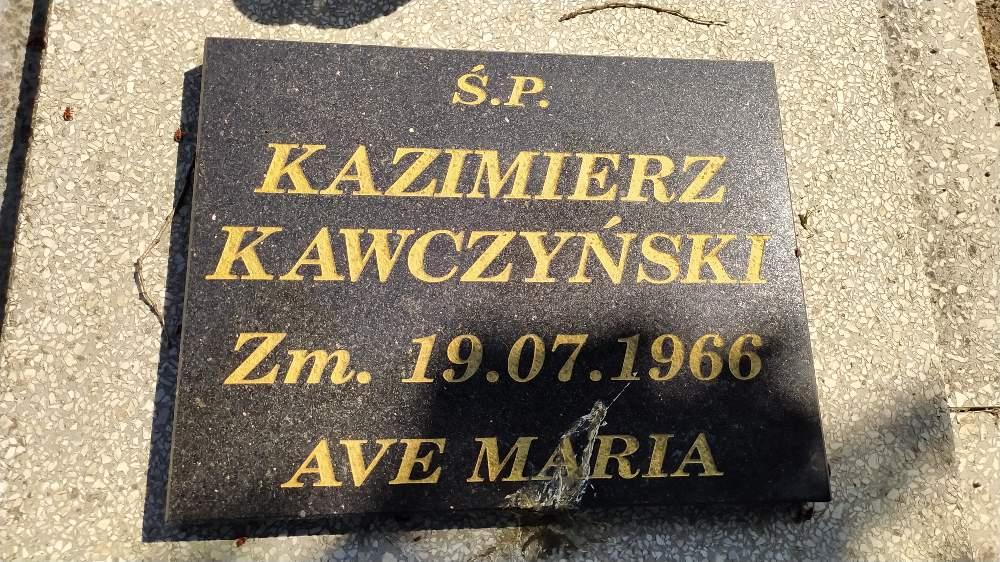 Ś.P.
KAZIMIERZ
KAWCZYŃSKI
Zm. 19.07.1966
AVE MARIA